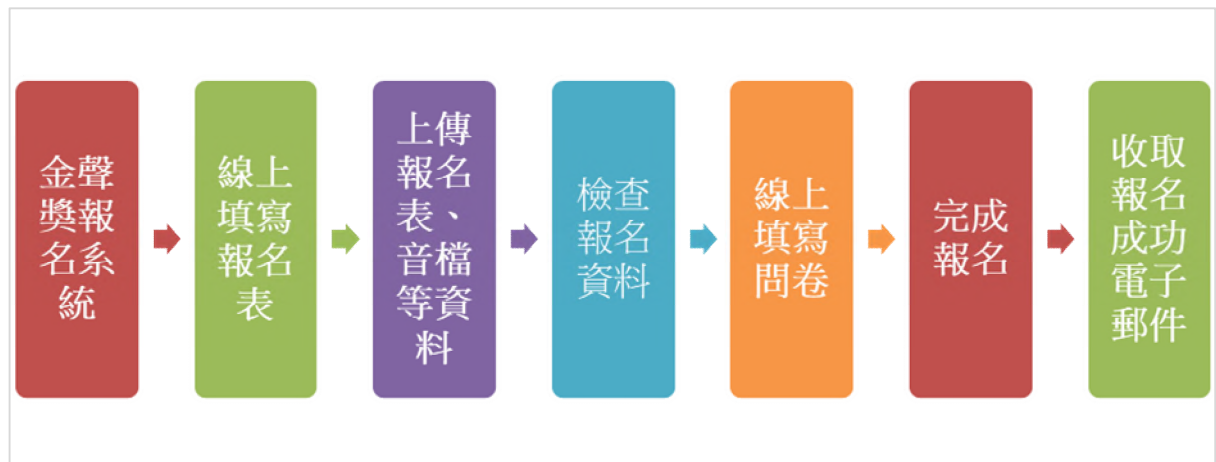 金聲
獎報
名系
統
線上
填寫
報名
表
上傳
報名
表、
音檔
等資
料
檢查
報名
資料
線上
填寫
問卷
完成
報名
收取
報名
成功
電子
郵件